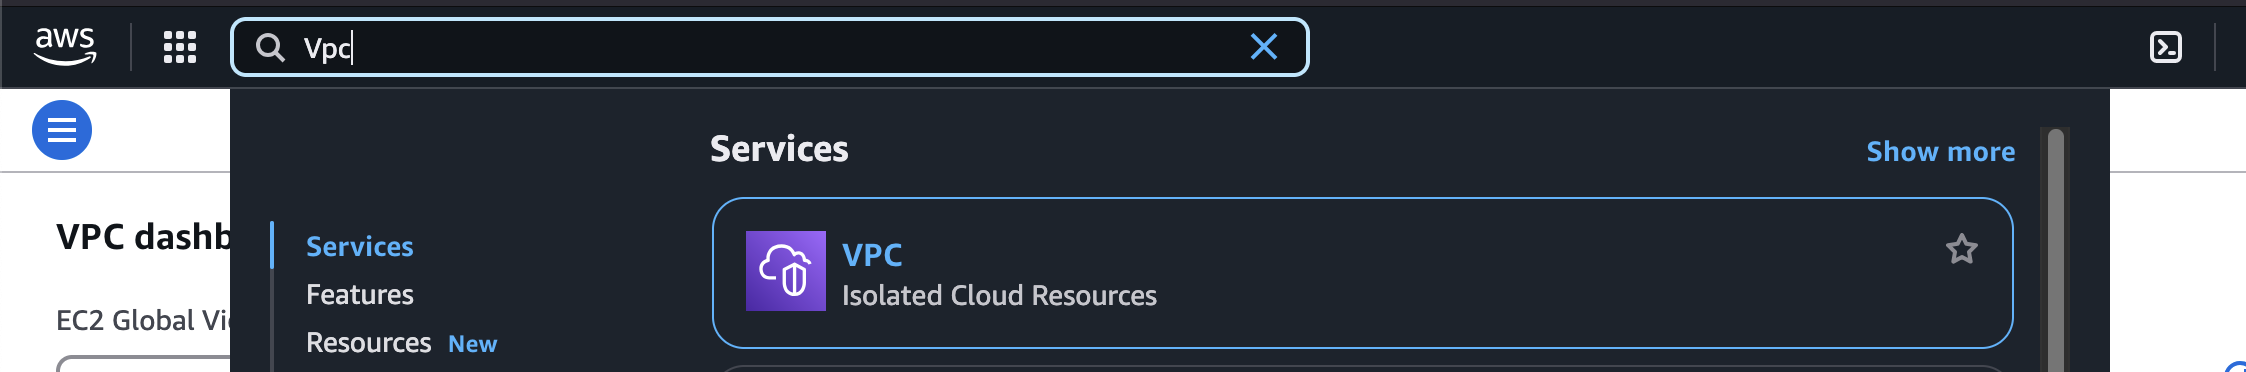 aws
Vpc
Services
Show more
VPC
Isolated Cloud Resources
Services
Features
Resources New
VPC dashb
EC2 Global Vi